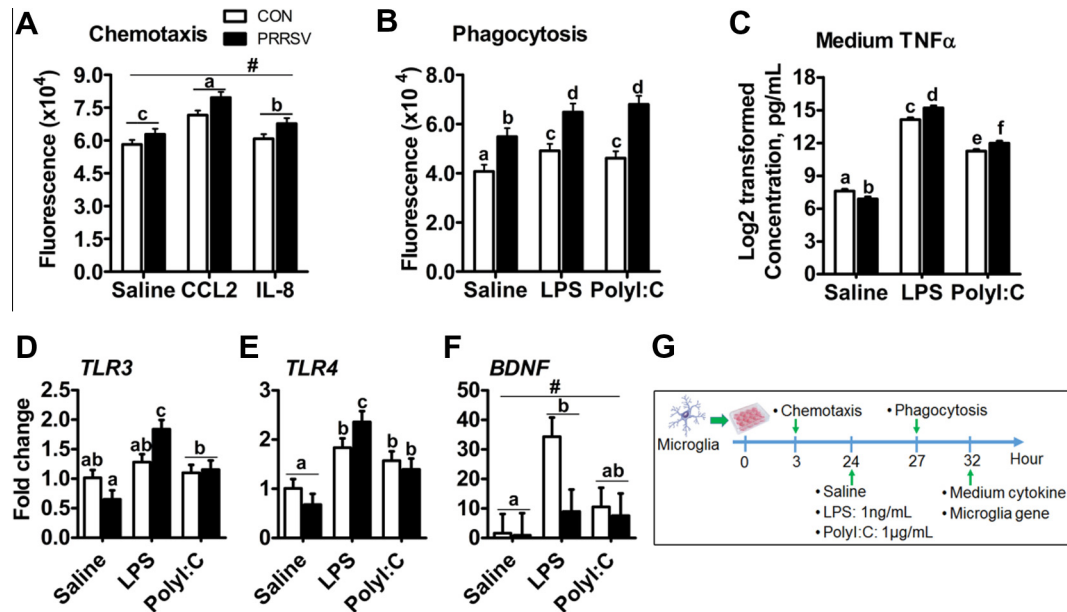 A
Chemotaxis
CON
PRRSV
#
Fluorescence (x10⁴)
9.0
7.5
6.0
4.5
3.0
1.5
0.0
c
a
b
Saline CCL2 IL-8
B
Phagocytosis
Fluorescence (x10⁻⁴)
8.0
6.0
4.0
2.0
0.0
a
b
c
d
c
d
Saline LPS PolyI:C
C
Medium TNFα
Log2 transformed
Concentration, pg/mL
18
15
12
9
6
3
0
a
b
c
d
e
f
Saline LPS PolyI:C
D
TLR3
Fold change
2.5
2.0
1.5
1.0
0.5
0.0
ab
a
ab
c
b
Saline
LPS
PolyI:C
E
TLR4
3
2
1
0
a
b
c
b
b
Saline
LPS
PolyI:C
F
BDNF
50
40
30
20
10
0
#
a
b
ab
Saline
LPS
PolyI:C
G
Microglia
• Chemotaxis
• Phagocytosis
0 3 24 27 32 Hour
• Saline
• LPS: 1ng/mL
• PolyI:C: 1µg/mL
• Medium cytokine
• Microglia gene